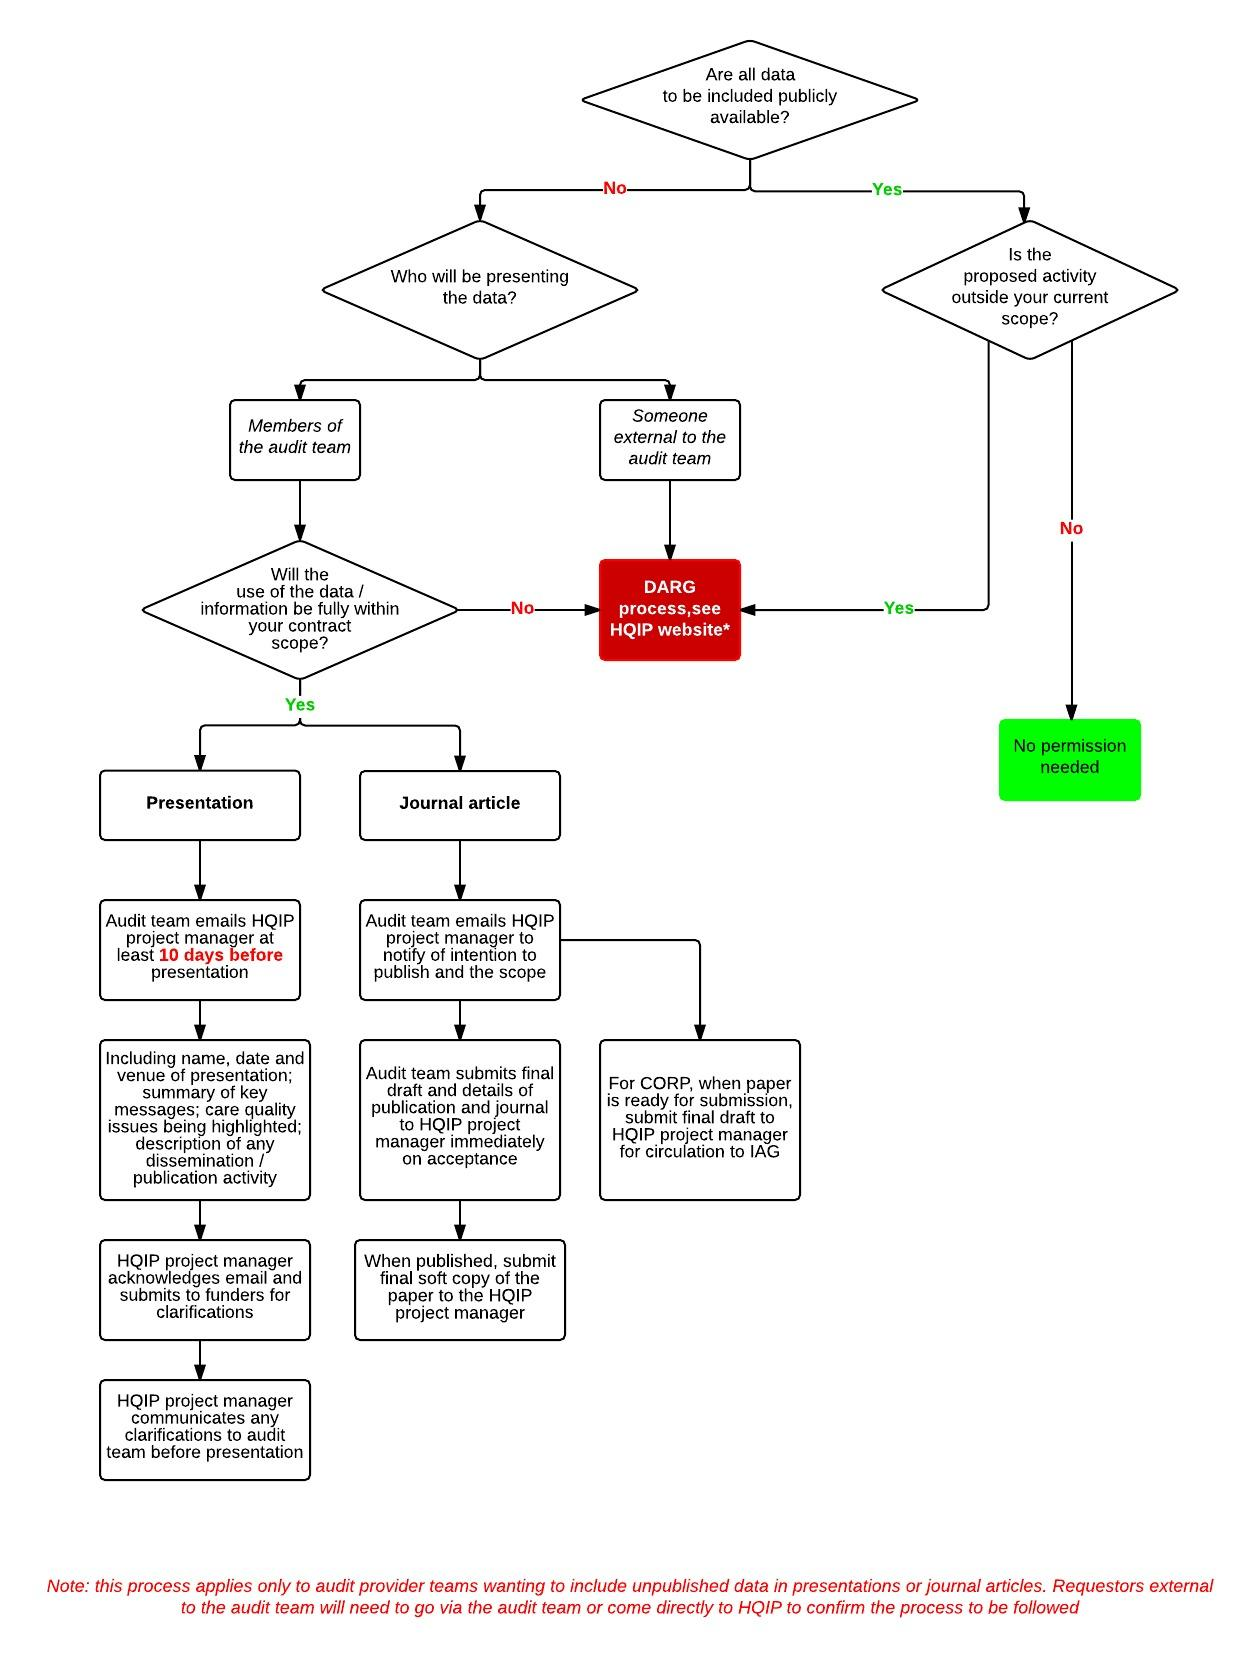 Are all data
to be included publicly
available?
No
Yes
Who will be presenting
the data?
Is the
proposed activity
outside your current
scope?
Members of
the audit team
Someone
external to the
audit team
No
Will the
use of the data /
information be fully within
your contract
scope?
No
DARG
process,see
HQIP website*
Yes
Yes
No permission
needed
Presentation
Journal article
Audit team emails HQIP
project manager at
least 10 days before
presentation
Audit team emails HQIP
project manager to
notify of intention to
publish and the scope
Including name, date and
venue of presentation;
summary of key
messages; care quality
issues being highlighted;
description of any
dissemination /
publication activity
Audit team submits final
draft and details of
publication and journal
to HQIP project
manager immediately
on acceptance
For CORP, when paper
is ready for submission,
submit final draft to
HQIP project manager
for circulation to IAG
HQIP project manager
acknowledges email and
submits to funders for
clarifications
When published, submit
final soft copy of the
paper to the HQIP
project manager
HQIP project manager
communicates any
clarifications to audit
team before presentation
Note: this process applies only to audit provider teams wanting to include unpublished data in presentations or journal articles. Requestors external
to the audit team will need to go via the audit team or come directly to HQIP to confirm the process to be followed